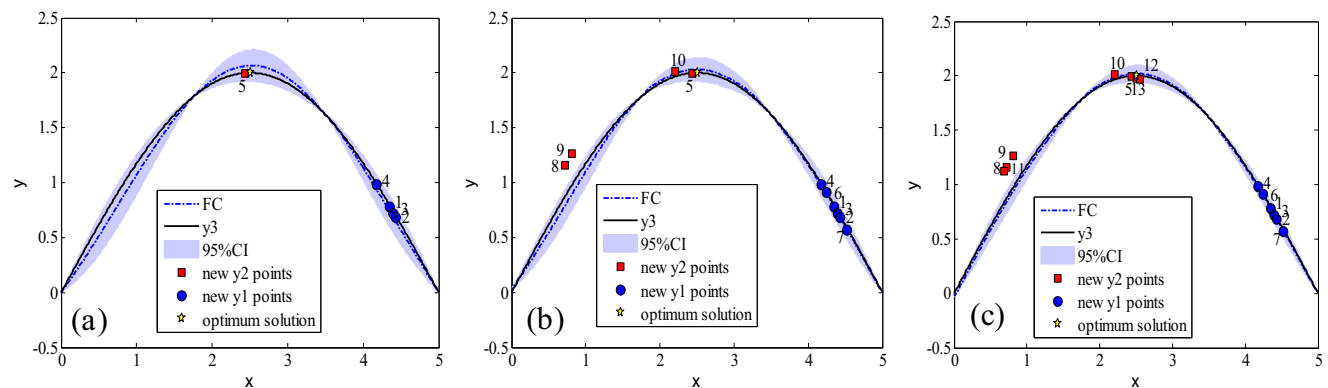 2.5
2
1.5
1
0.5
0
-0.5
y
0 1 2 3 4 5
x
5
4
1
3
2
FC
y3
95%CI
new y2 points
new y1 points
optimum solution
(a)
2.5
2
1.5
1
0.5
0
-0.5
y
0 1 2 3 4 5
x
10
5
9
8
4
6
1
3
2
7
FC
y3
95%CI
new y2 points
new y1 points
optimum solution
(b)
2.5
2
1.5
1
0.5
0
-0.5
y
0 1 2 3 4 5
x
10 12
5 13
9
8 11
4
6
1
3
2
7
FC
y3
95%CI
new y2 points
new y1 points
optimum solution
(c)